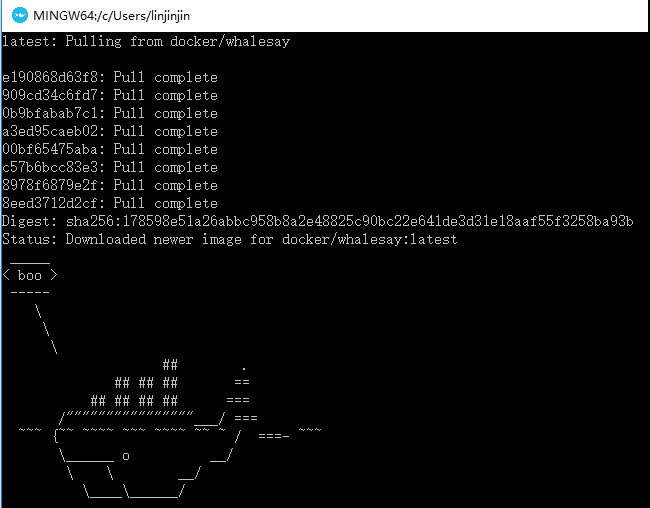 MINGW64:/c/Users/linjinjin
latest: Pulling from docker/whalesay
e190868d63f8: Pull complete
909cd34c6fd7: Pull complete
0b9bfabab7c1: Pull complete
a3ed95caeb02: Pull complete
00bf65475aba: Pull complete
c57b6bcc83e3: Pull complete
8978f6879e2f: Pull complete
8eed3712d2cf: Pull complete
Digest: sha256:178598e51a26abbc958b8a2e48825c90bc22e641de3d31e18aaf55f3258ba93b
Status: Downloaded newer image for docker/whalesay:latest
 _____
< boo >
 -----
    \
     \
      \
                    ##        .
              ## ## ##       ==
           ## ## ## ##      ===
       /""""""""""""""""___/ ===
  ~~~ {~~ ~~~~ ~~~ ~~~~ ~~ ~ /  ===- ~~~
       \______ o          __/
        \    \        __/
          \____\______/